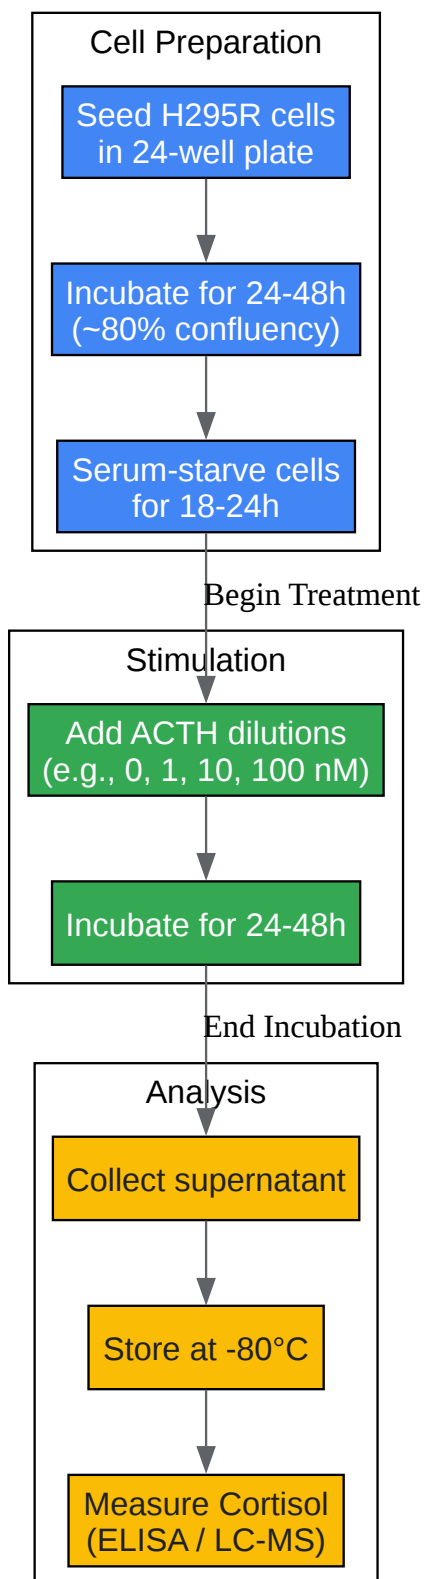 Cell Preparation
Seed H295R cells
in 24-well plate
Incubate for 24-48h
(~80% confluency)
Serum-starve cells
for 18-24h
Begin Treatment
Stimulation
Add ACTH dilutions
(e.g., 0, 1, 10, 100 nM)
Incubate for 24-48h
End Incubation
Analysis
Collect supernatant
Store at -80°C
Measure Cortisol
(ELISA / LC-MS)